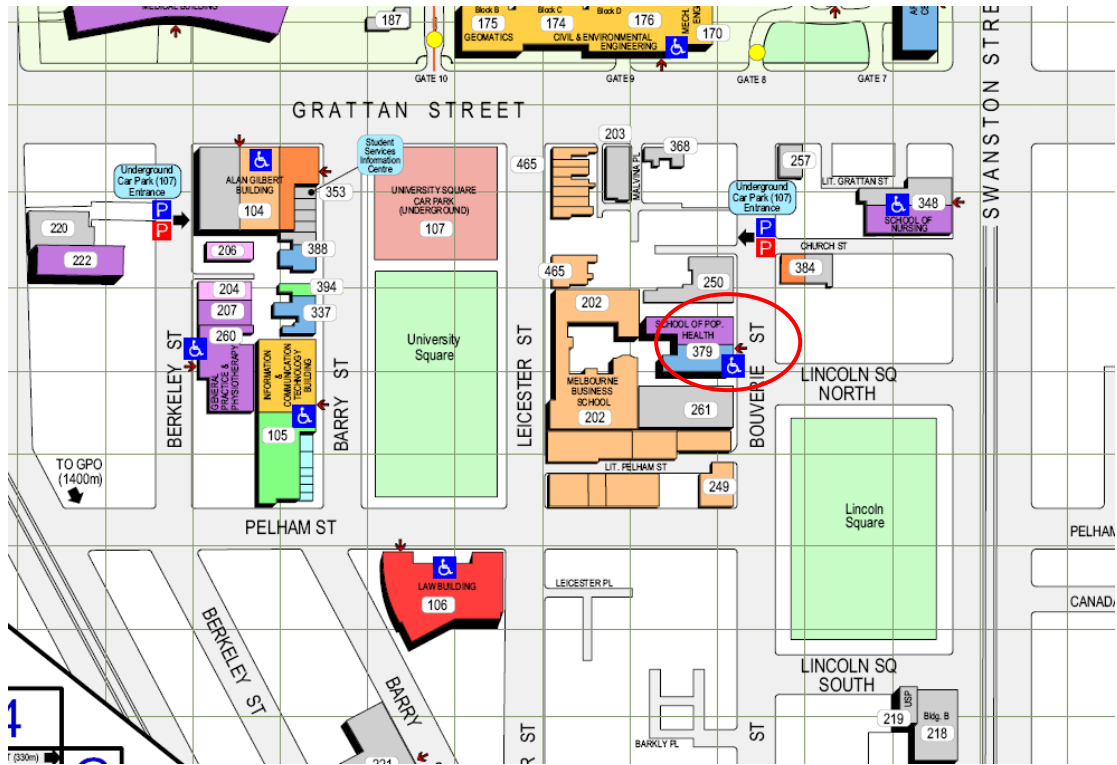 MEDICAL BUILDING
187
Block B
Block C
Block D
175
174
176
GEOMATICS
CIVIL & ENVIRONMENTAL
ENGINEERING
MECH.
ENG
170
GATE 10
GATE 9
GATE 8
GATE 7
GRATTAN STREET
SWANSTON STRE
Student
Services
Information
Centre
Underground
Car Park (107)
Entrance
P
P
ALAN GILBERT
BUILDING
104
353
UNIVERSITY SQUARE
CAR PARK
(UNDERGROUND)
107
465
203
MALVINA PL
368
257
LIT. GRATTAN ST
348
SCHOOL OF
NURSING
Underground
Car Park (107)
Entrance
P
P
CHURCH ST
220
222
206
388
204
394
207
337
260
GENERAL
PRACTICE &
PHYSIOTHERAPY
INFORMATION
&
COMMUNICATION
TECHNOLOGY
BUILDING
105
BERKELEY ST
BARRY ST
University
Square
LEICESTER ST
465
202
250
384
SCHOOL OF POP.
HEALTH
379
BOUVERIE ST
MELBOURNE
BUSINESS
SCHOOL
202
261
LINCOLN SQ
NORTH
LIT. PELHAM ST
249
TO GPO
(1400m)
PELHAM ST
Lincoln
Square
PELHAM
LAW BUILDING
106
LEICESTER PL
CANADA
BERKELEY ST
BARRY
LINCOLN SQ
SOUTH
R ST
ST
BARKLY PL
USP
219
Bldg. B
218
4
T (330m)
221